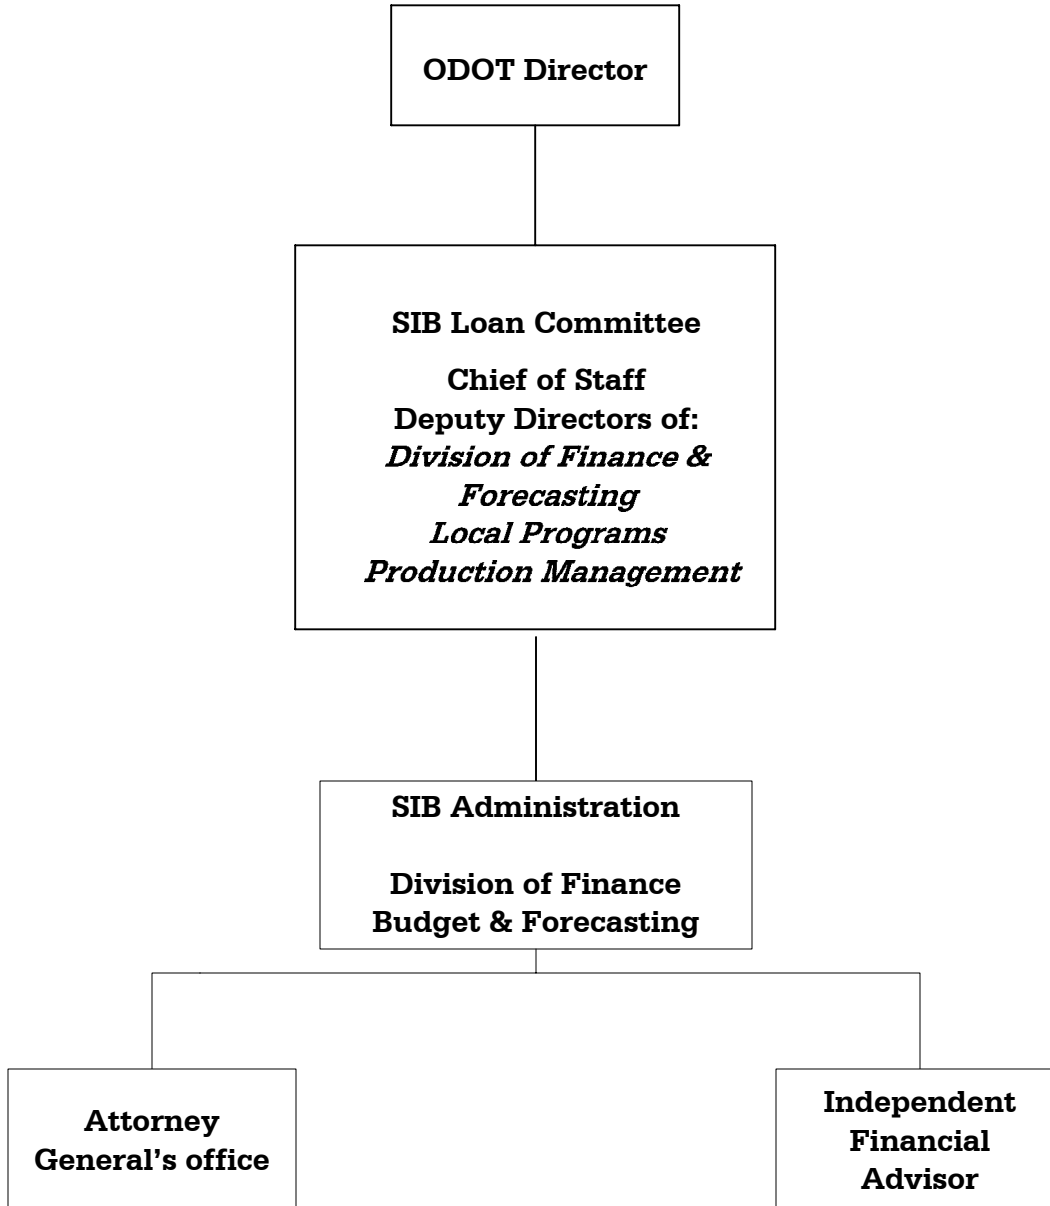 ODOT Director
SIB Loan Committee
Chief of Staff
Deputy Directors of:
Division of Finance &
Forecasting
Local Programs
Production Management
SIB Administration
Division of Finance
Budget & Forecasting
Attorney
General’s office
Independent
Financial
Advisor